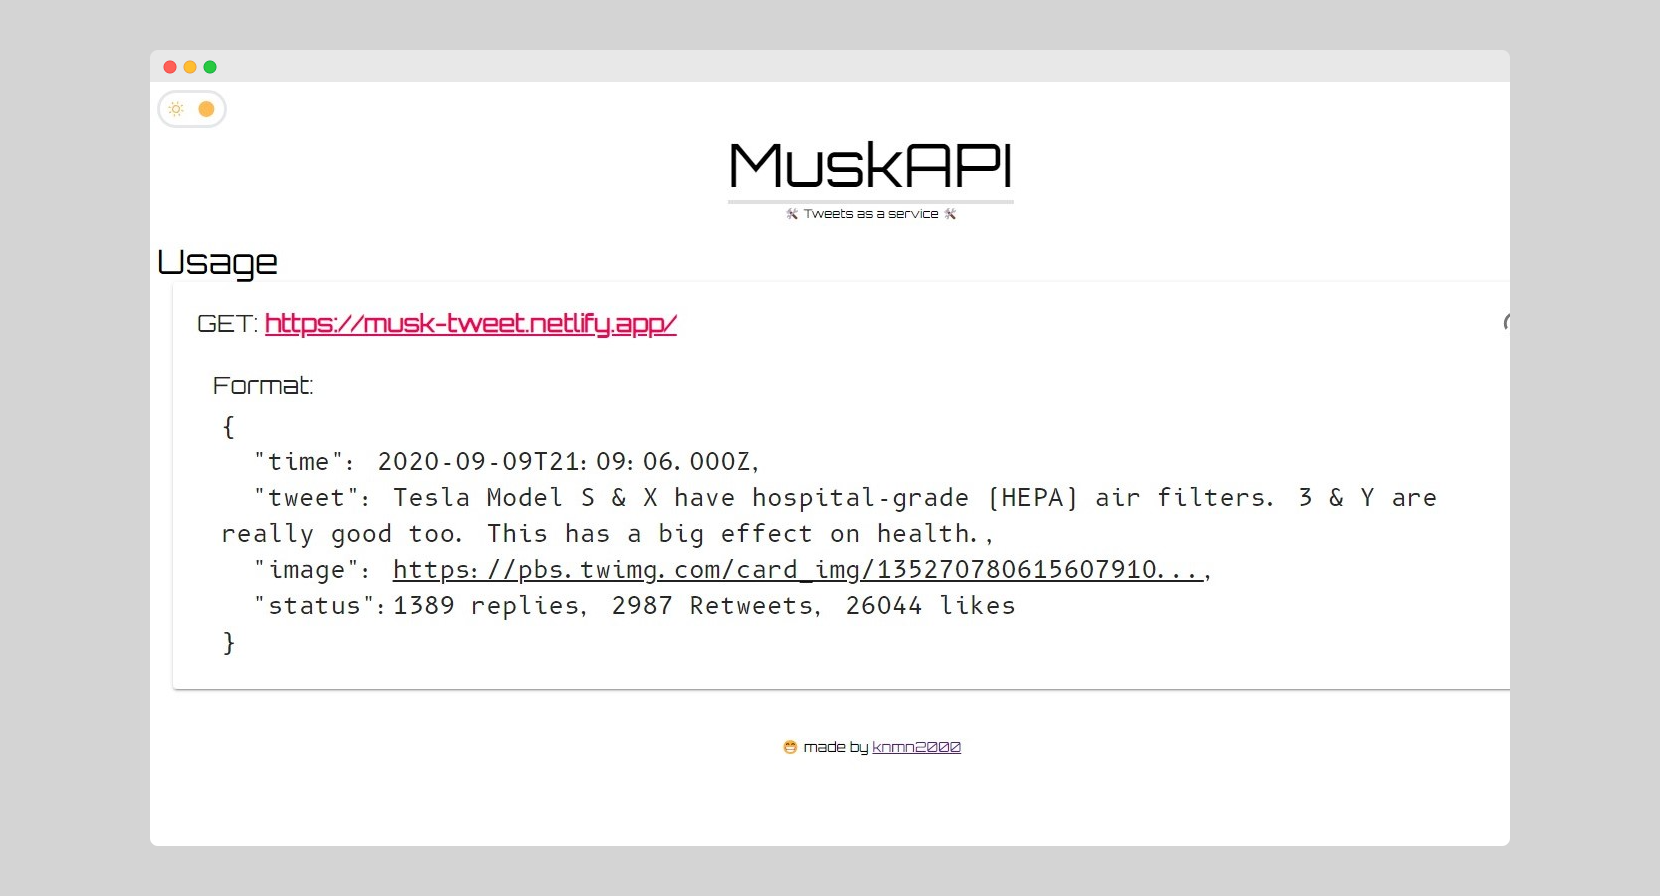 MuskAPI
🛠 Tweets as a service 🛠
Usage
GET: https://musk-tweet.netlify.app/
Format:
{
"time": 2020-09-09T21:09:06.000Z,
"tweet": Tesla Model S & X have hospital-grade (HEPA) air filters. 3 & Y are
really good too. This has a big effect on health.,
"image": https://pbs.twimg.com/card_img/135270780615607910...,
"status":1389 replies, 2987 Retweets, 26044 likes
}
😁 made by knmn2000